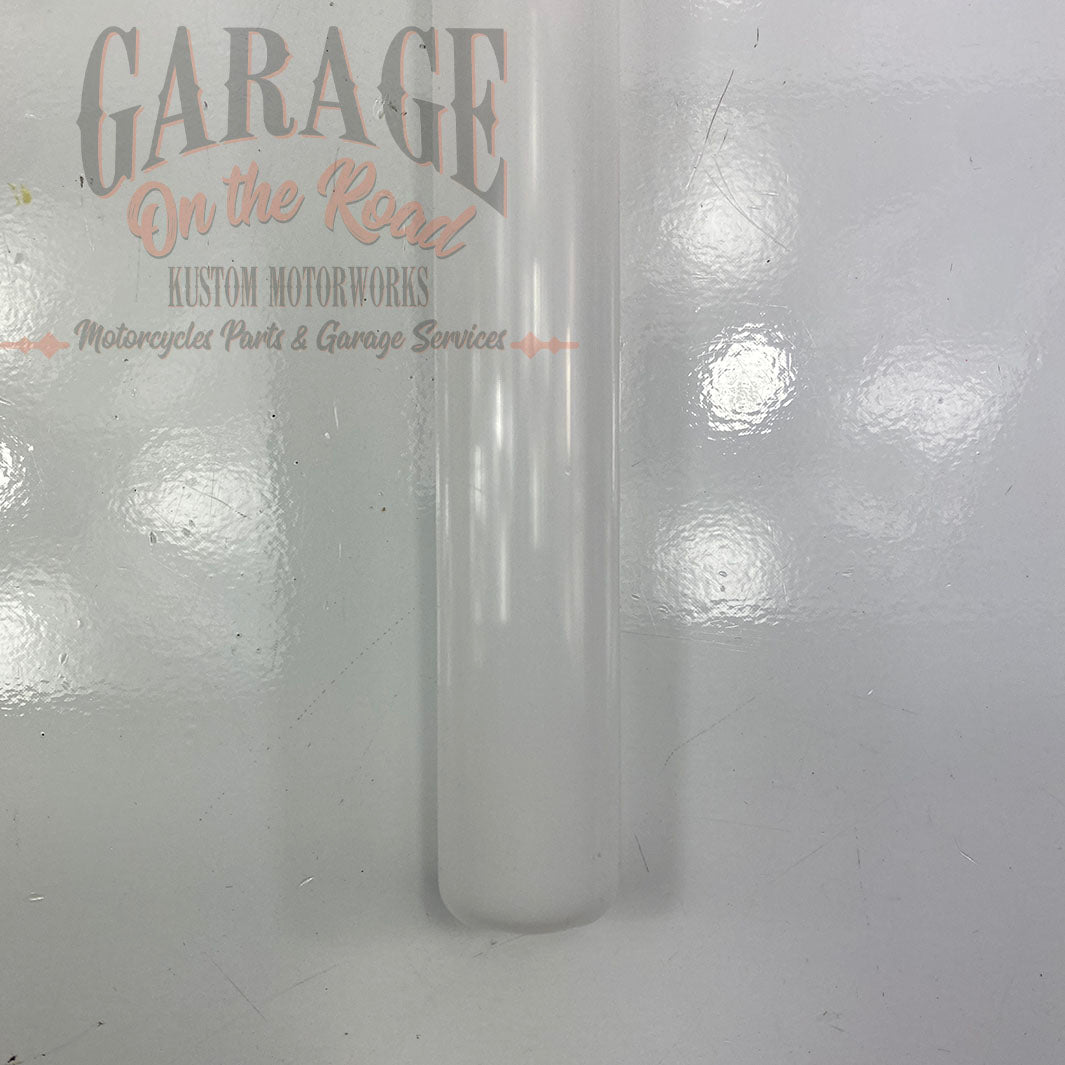 GARAGE
On the Road
KUSTOM MOTORWORKS
Motorcycles Parts & Garage Services